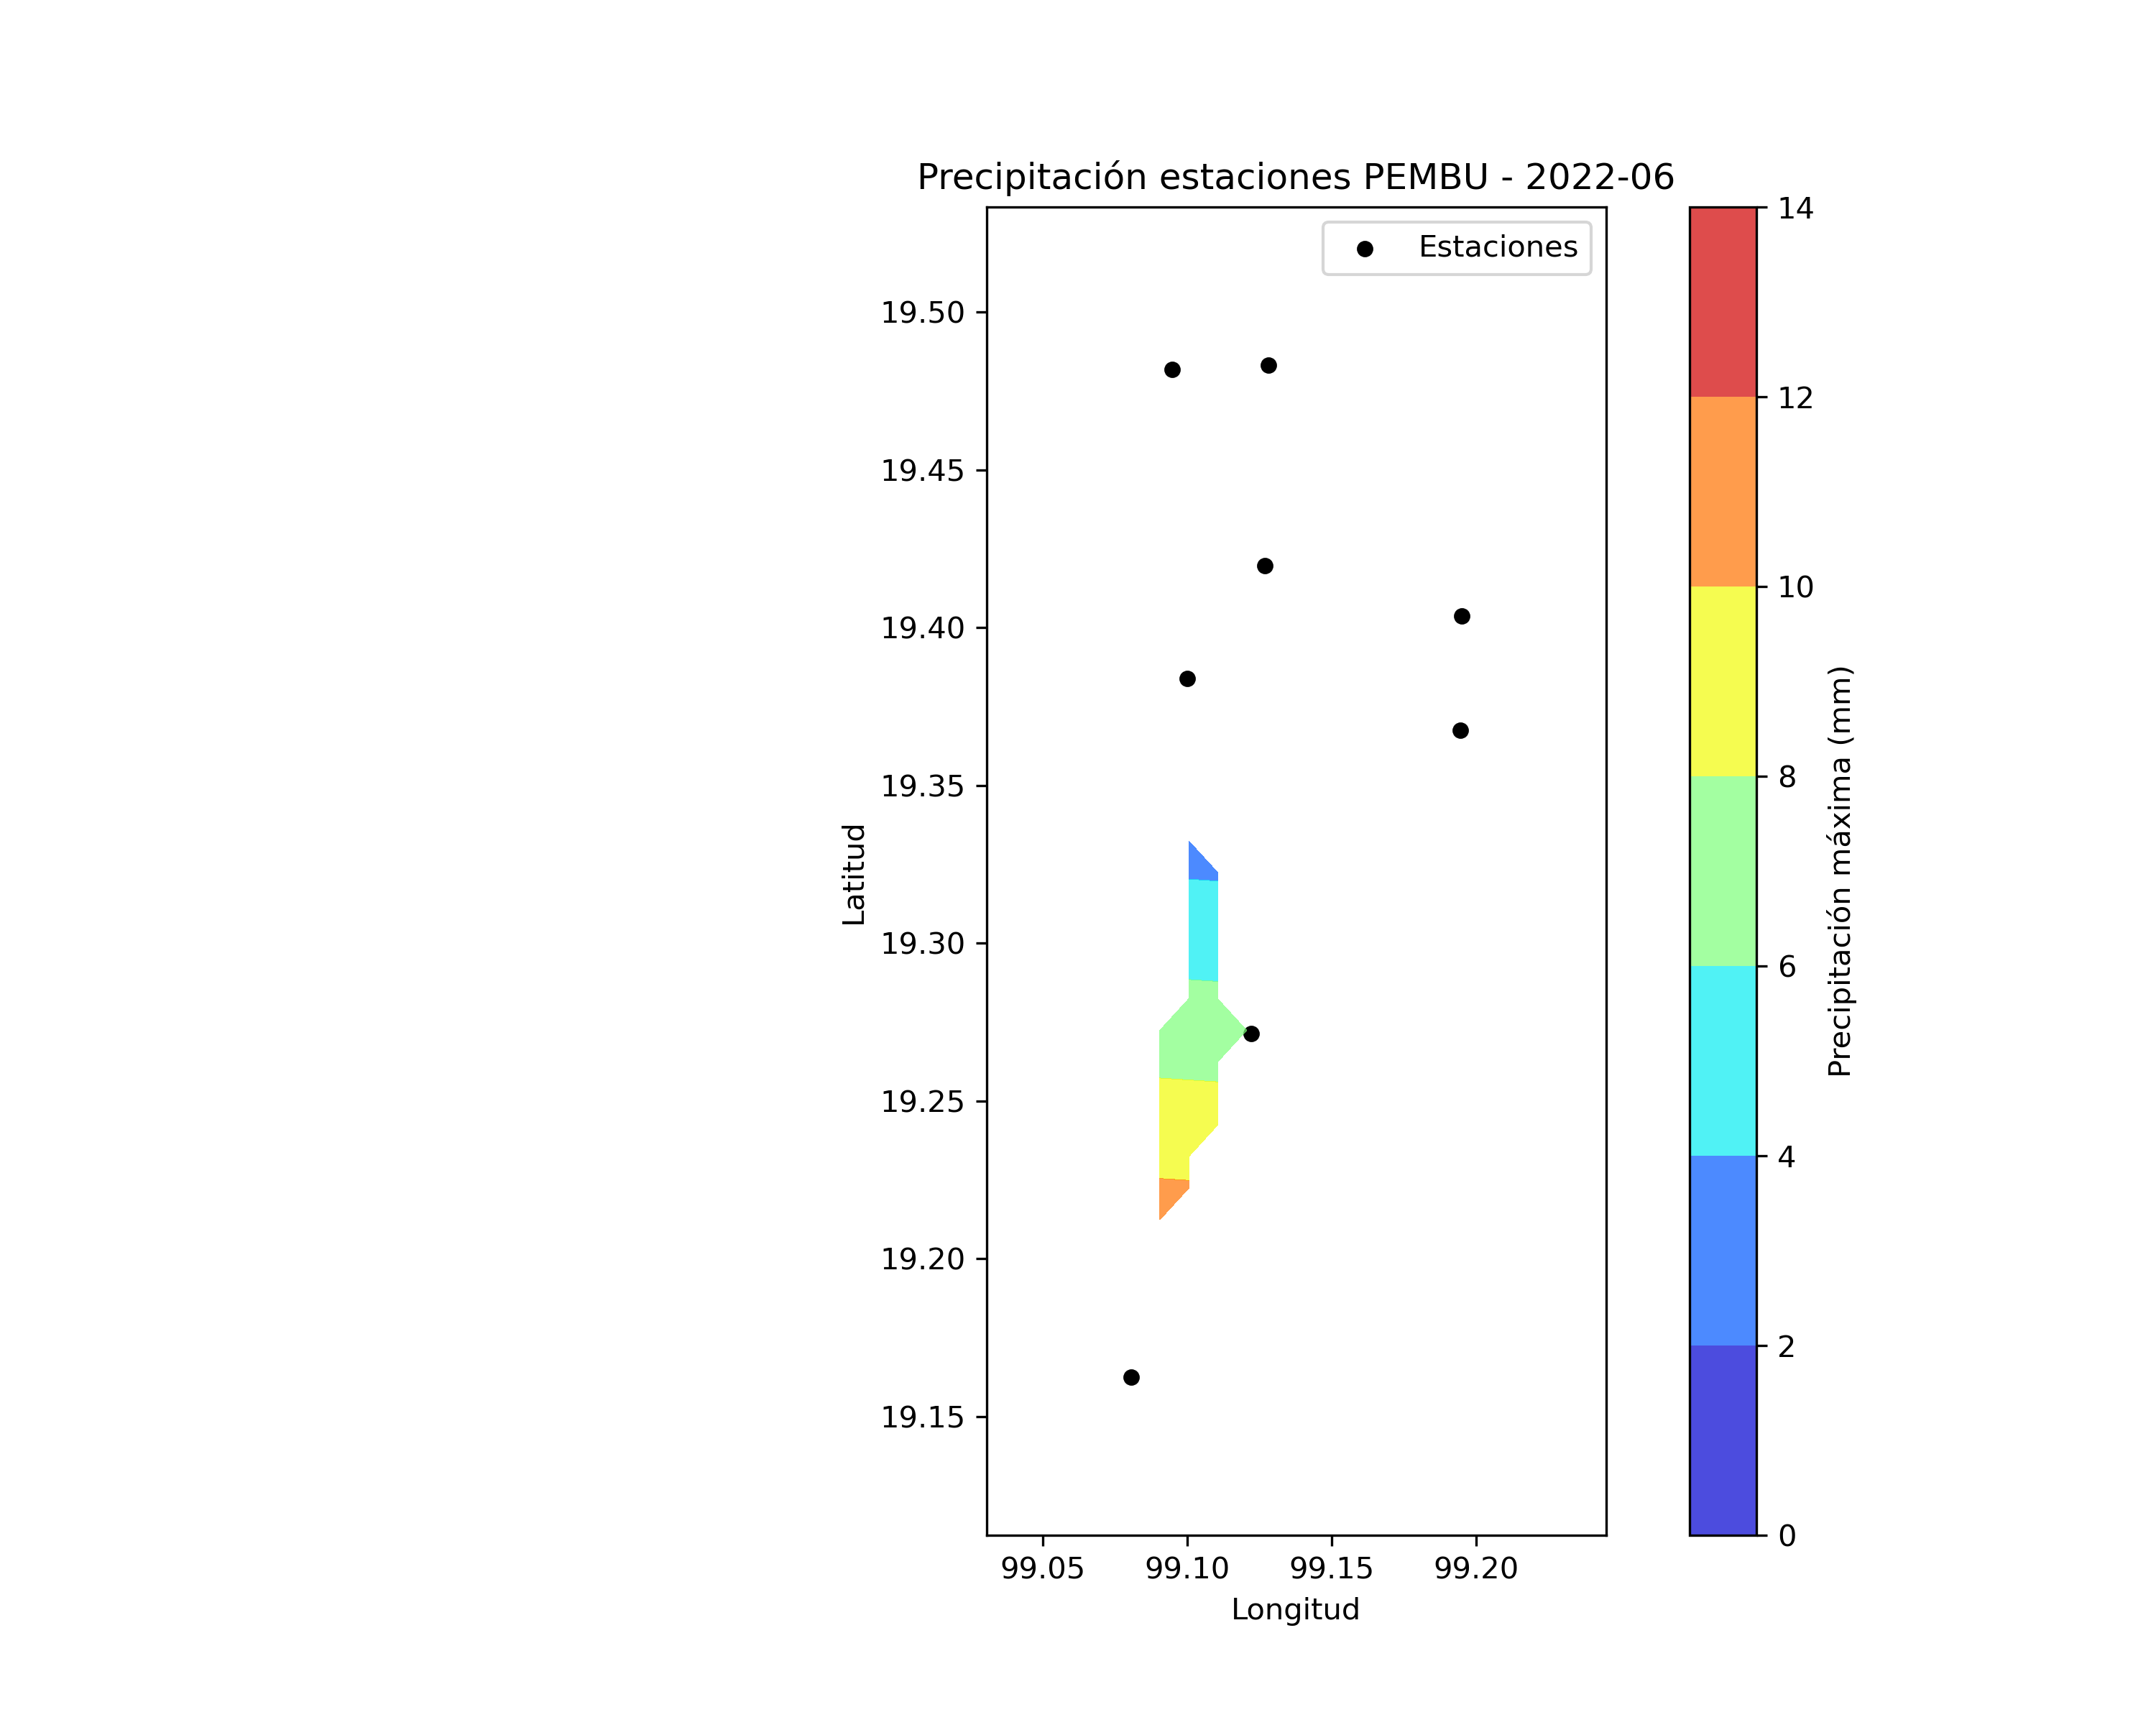 Precipitación estaciones PEMBU - 2022-06
Estaciones
19.50
19.45
19.40
19.35
19.30
19.25
19.20
19.15
Latitud
99.05 99.10 99.15 99.20
Longitud
14
12
10
8
6
4
2
0
Precipitación máxima (mm)